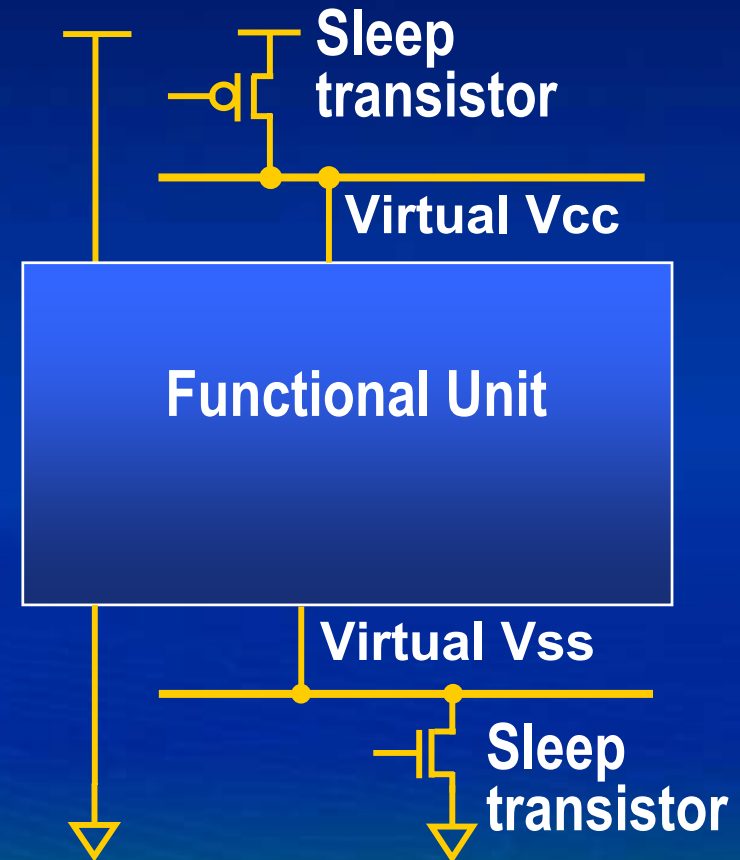 Sleep
transistor
Virtual Vcc
Functional Unit
Virtual Vss
Sleep
transistor